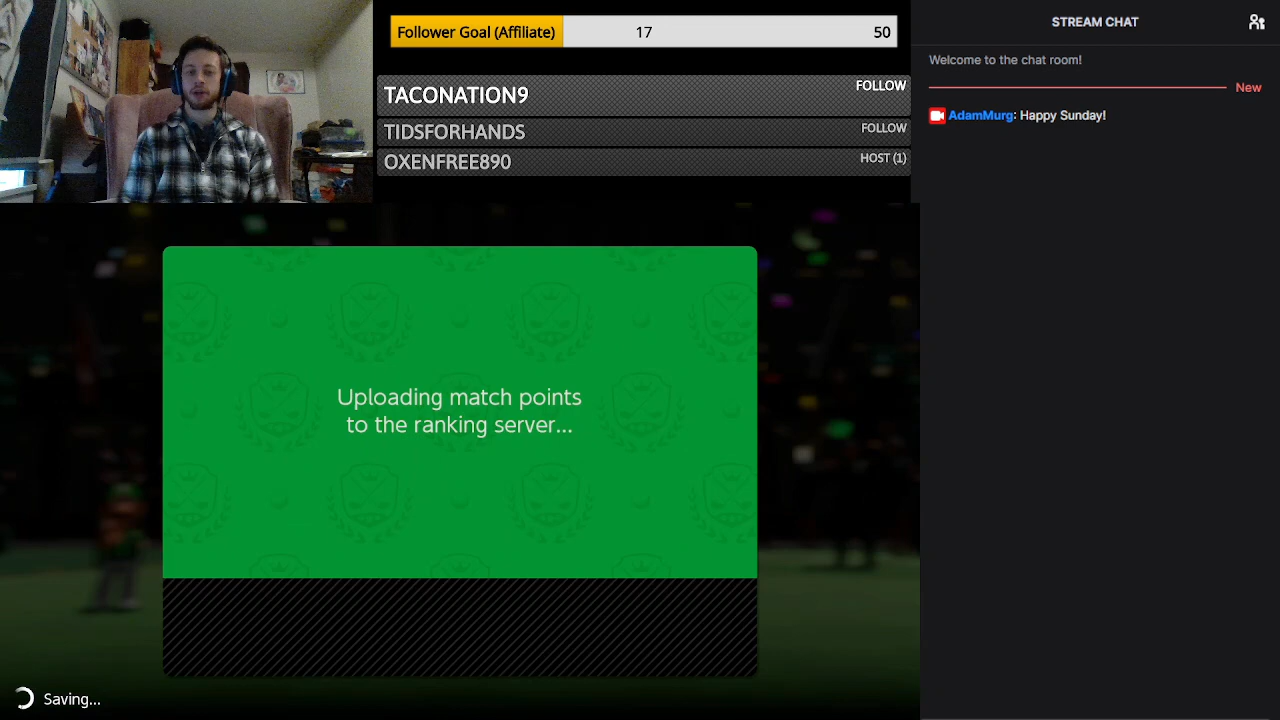 Follower Goal (Affiliate) 17 50
TACONATION9 FOLLOW
TIDSFORHANDS FOLLOW
OXENFREE890 HOST (1)
STREAM CHAT
Welcome to the chat room!
New
AdamMurg: Happy Sunday!
Uploading match points
to the ranking server...
Saving...